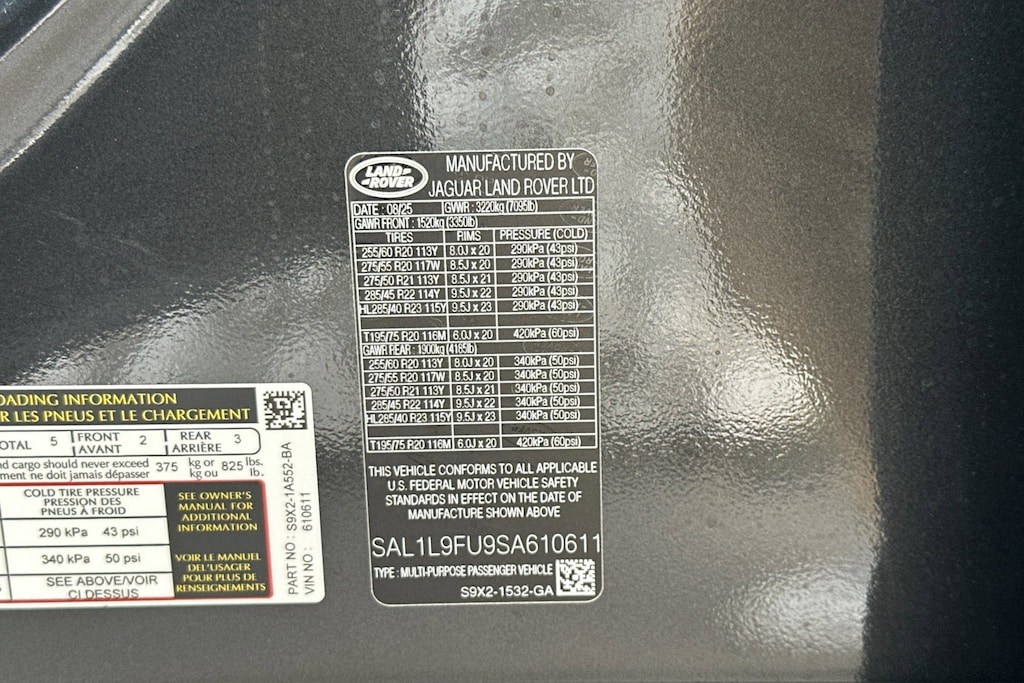 LAND-
-ROVER
MANUFACTURED BY
JAGUAR LAND ROVER LTD
DATE : 08/25 GVWR : 3220kg (7095lb)
GAWR FRONT : 1520kg (3350lb)
TIRES RIMS PRESSURE (COLD)
255/60 R20 113Y 8.0J x 20 290kPa (43psi)
275/55 R20 117W 8.5J x 20 290kPa (43psi)
275/50 R21 113Y 8.5J x 21 290kPa (43psi)
285/45 R22 114Y 9.5J x 22 290kPa (43psi)
HL285/40 R23 115Y 9.5J x 23 290kPa (43psi)
T195/75 R20 116M 6.0J x 20 420kPa (60psi)
GAWR REAR : 1900kg (4185lb)
255/60 R20 113Y 8.0J x 20 340kPa (50psi)
275/55 R20 117W 8.5J x 20 340kPa (50psi)
275/50 R21 113Y 8.5J x 21 340kPa (50psi)
285/45 R22 114Y 9.5J x 22 340kPa (50psi)
HL285/40 R23 115Y 9.5J x 23 340kPa (50psi)
T195/75 R20 116M 6.0J x 20 420kPa (60psi)
THIS VEHICLE CONFORMS TO ALL APPLICABLE
U.S. FEDERAL MOTOR VEHICLE SAFETY
STANDARDS IN EFFECT ON THE DATE OF
MANUFACTURE SHOWN ABOVE
SAL1L9FU9SA610611
TYPE : MULTI-PURPOSE PASSENGER VEHICLE
S9X2-1532-GA
OADING INFORMATION
R LES PNEUS ET LE CHARGEMENT
OTAL 5 FRONT 2 REAR 3
AVANT ARRIÈRE
nd cargo should never exceed 375 kg or 825 lbs.
ment ne doit jamais dépasser kg ou lb.
COLD TIRE PRESSURE
PRESSION DES
PNEUS À FROID
290 kPa 43 psi
340 kPa 50 psi
SEE ABOVE/VOIR
CI DESSUS
SEE OWNER'S
MANUAL FOR
ADDITIONAL
INFORMATION
VOIR LE MANUEL
DEL'USAGER
POUR PLUS DE
RENSEIGNEMENTS
PART NO : S9X2-1A552-BA
VIN NO : 610611